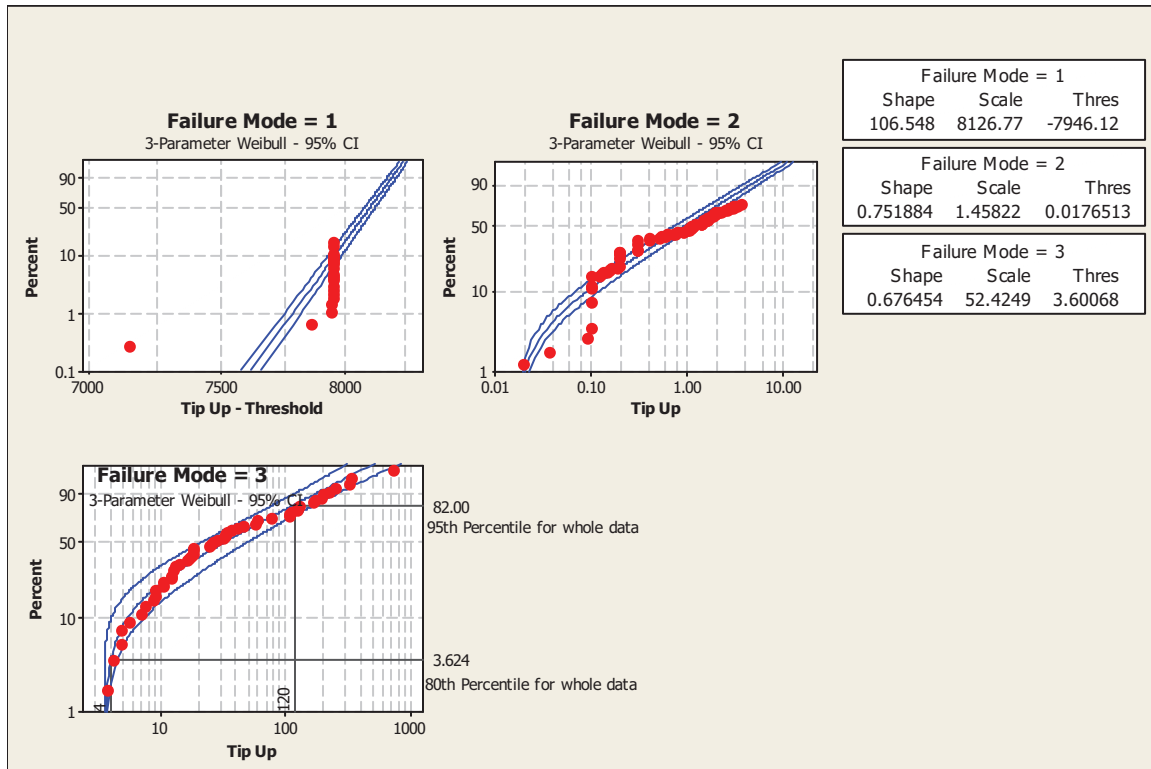 Failure Mode = 1
3-Parameter Weibull - 95% CI
Percent
90
50
10
1
0.1
7000 7500 8000
Tip Up - Threshold
Failure Mode = 2
3-Parameter Weibull - 95% CI
Percent
90
50
10
1
0.01 0.10 1.00 10.00
Tip Up
Failure Mode = 1
Shape Scale Thres
106.548 8126.77 -7946.12
Failure Mode = 2
Shape Scale Thres
0.751884 1.45822 0.0176513
Failure Mode = 3
Shape Scale Thres
0.676454 52.4249 3.60068
Failure Mode = 3
3-Parameter Weibull - 95% CI
Percent
90
50
10
1
4
120
10 100 1000
Tip Up
82.00
95th Percentile for whole data
3.624
80th Percentile for whole data